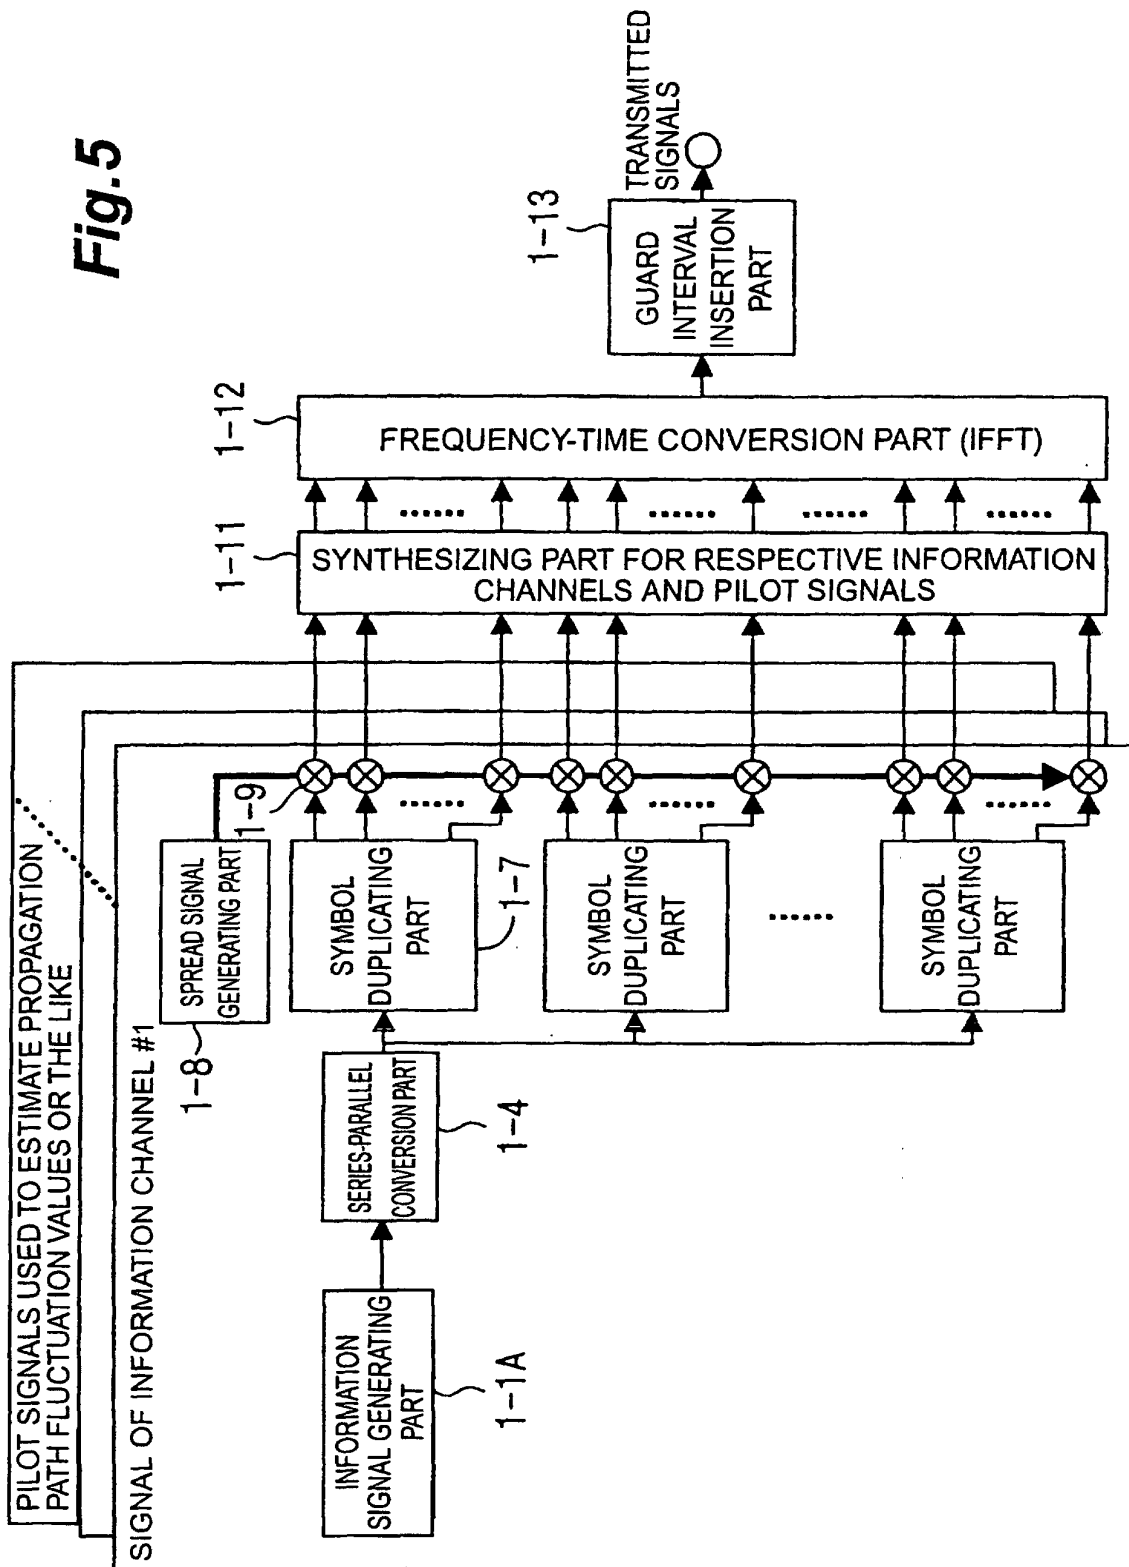 Fig.5
PILOT SIGNALS USED TO ESTIMATE PROPAGATION
PATH FLUCTUATION VALUES OR THE LIKE
SIGNAL OF INFORMATION CHANNEL #1
1-8
SPREAD SIGNAL
GENERATING PART
1-9
INFORMATION
SIGNAL GENERATING
PART
1-1A
SERIES-PARALLEL
CONVERSION PART
1-4
SYMBOL
DUPLICATING
PART
1-7
SYMBOL
DUPLICATING
PART
SYMBOL
DUPLICATING
PART
1-11
SYNTHESIZING PART FOR RESPECTIVE INFORMATION
CHANNELS AND PILOT SIGNALS
1-12
FREQUENCY-TIME CONVERSION PART (IFFT)
1-13
GUARD
INTERVAL
INSERTION
PART
TRANSMITTED
SIGNALS